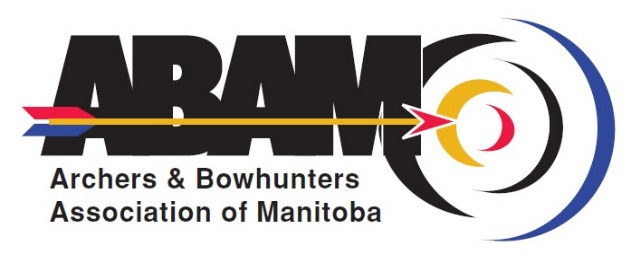 ABAM
Archers & Bowhunters
Association of Manitoba